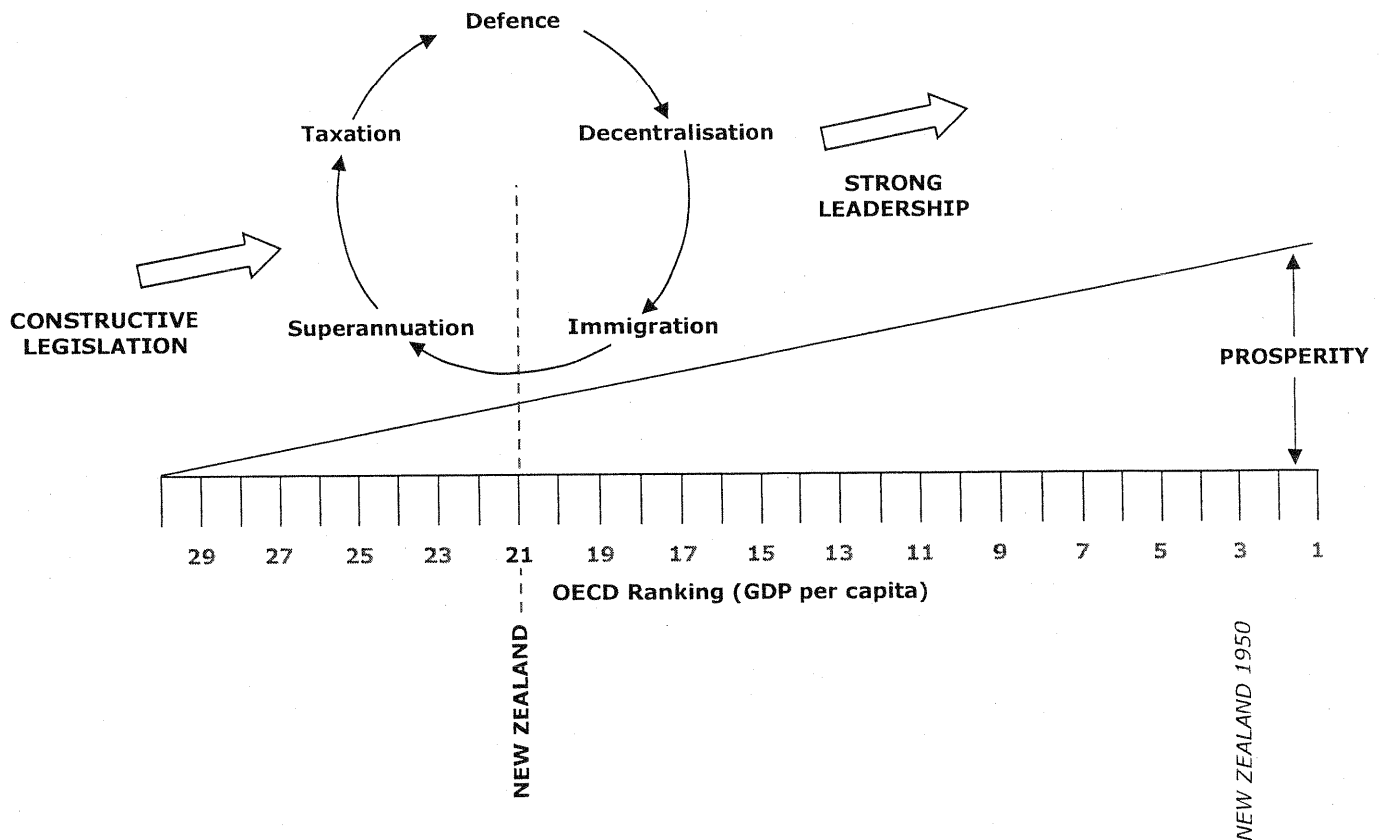 Defence
Taxation
Decentralisation
STRONG
LEADERSHIP
CONSTRUCTIVE
LEGISLATION
Superannuation
Immigration
PROSPERITY
29 27 25 23 21 19 17 15 13 11 9 7 5 3 1
OECD Ranking (GDP per capita)
NEW ZEALAND
NEW ZEALAND 1950